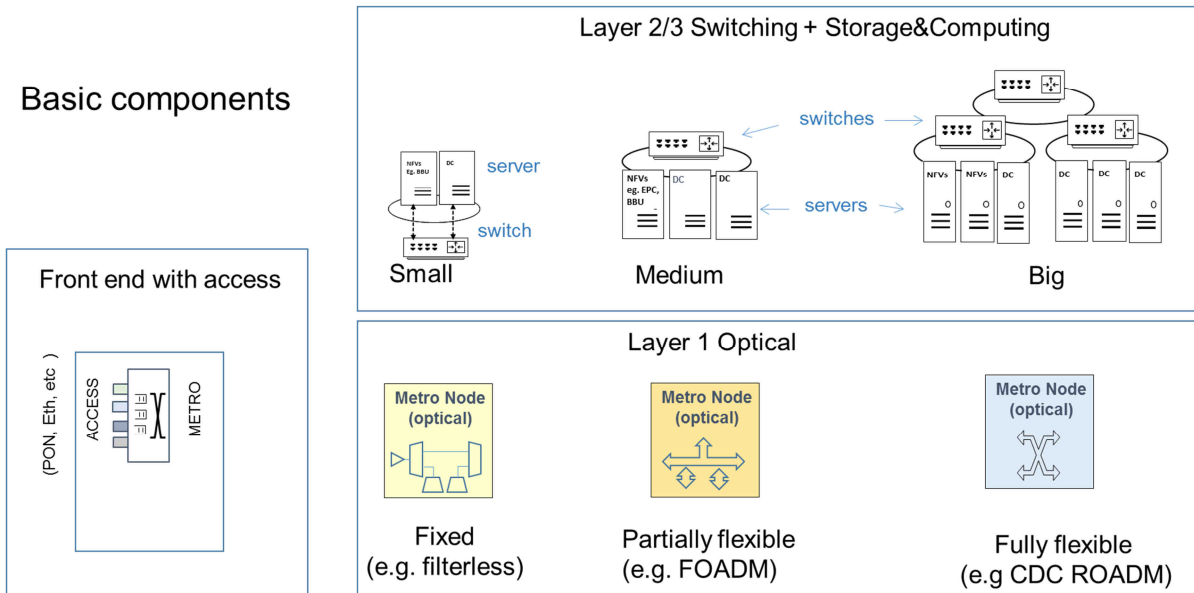 Layer 2/3 Switching + Storage&Computing
Basic components
switches
NFVs
Eg. BBU
DC
server
switch
Small
NFVs
eg. EPC,
BBU
DC
DC
servers
Medium
NFVs
NFVs
DC
DC
DC
DC
Big
Front end with access
(PON, Eth, etc )
ACCESS
METRO
Layer 1 Optical
Metro Node
(optical)
Metro Node
(optical)
Metro Node
(optical)
Fixed
(e.g. filterless)
Partially flexible
(e.g. FOADM)
Fully flexible
(e.g CDC ROADM)